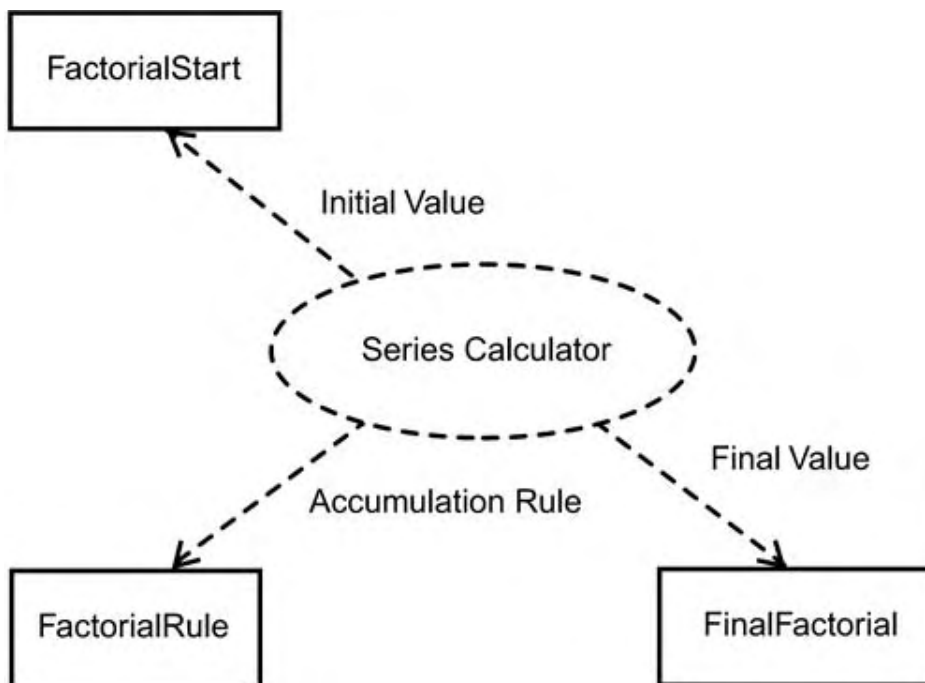 FactorialStart
Initial Value
Series Calculator
Final Value
Accumulation Rule
FactorialRule
FinalFactorial